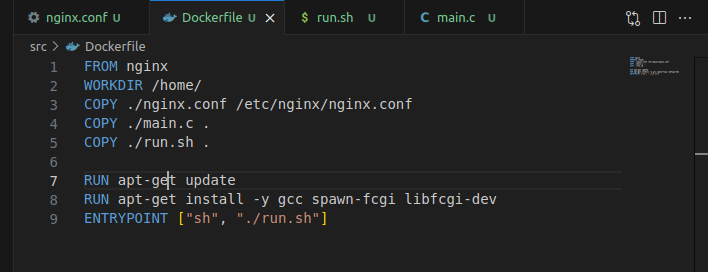 nginx.conf U Dockerfile U run.sh U main.c U
src > Dockerfile
1 FROM nginx
2 WORKDIR /home/
3 COPY ./nginx.conf /etc/nginx/nginx.conf
4 COPY ./main.c .
5 COPY ./run.sh .
6
7 RUN apt-get update
8 RUN apt-get install -y gcc spawn-fcgi libfcgi-dev
9 ENTRYPOINT ["sh", "./run.sh"]